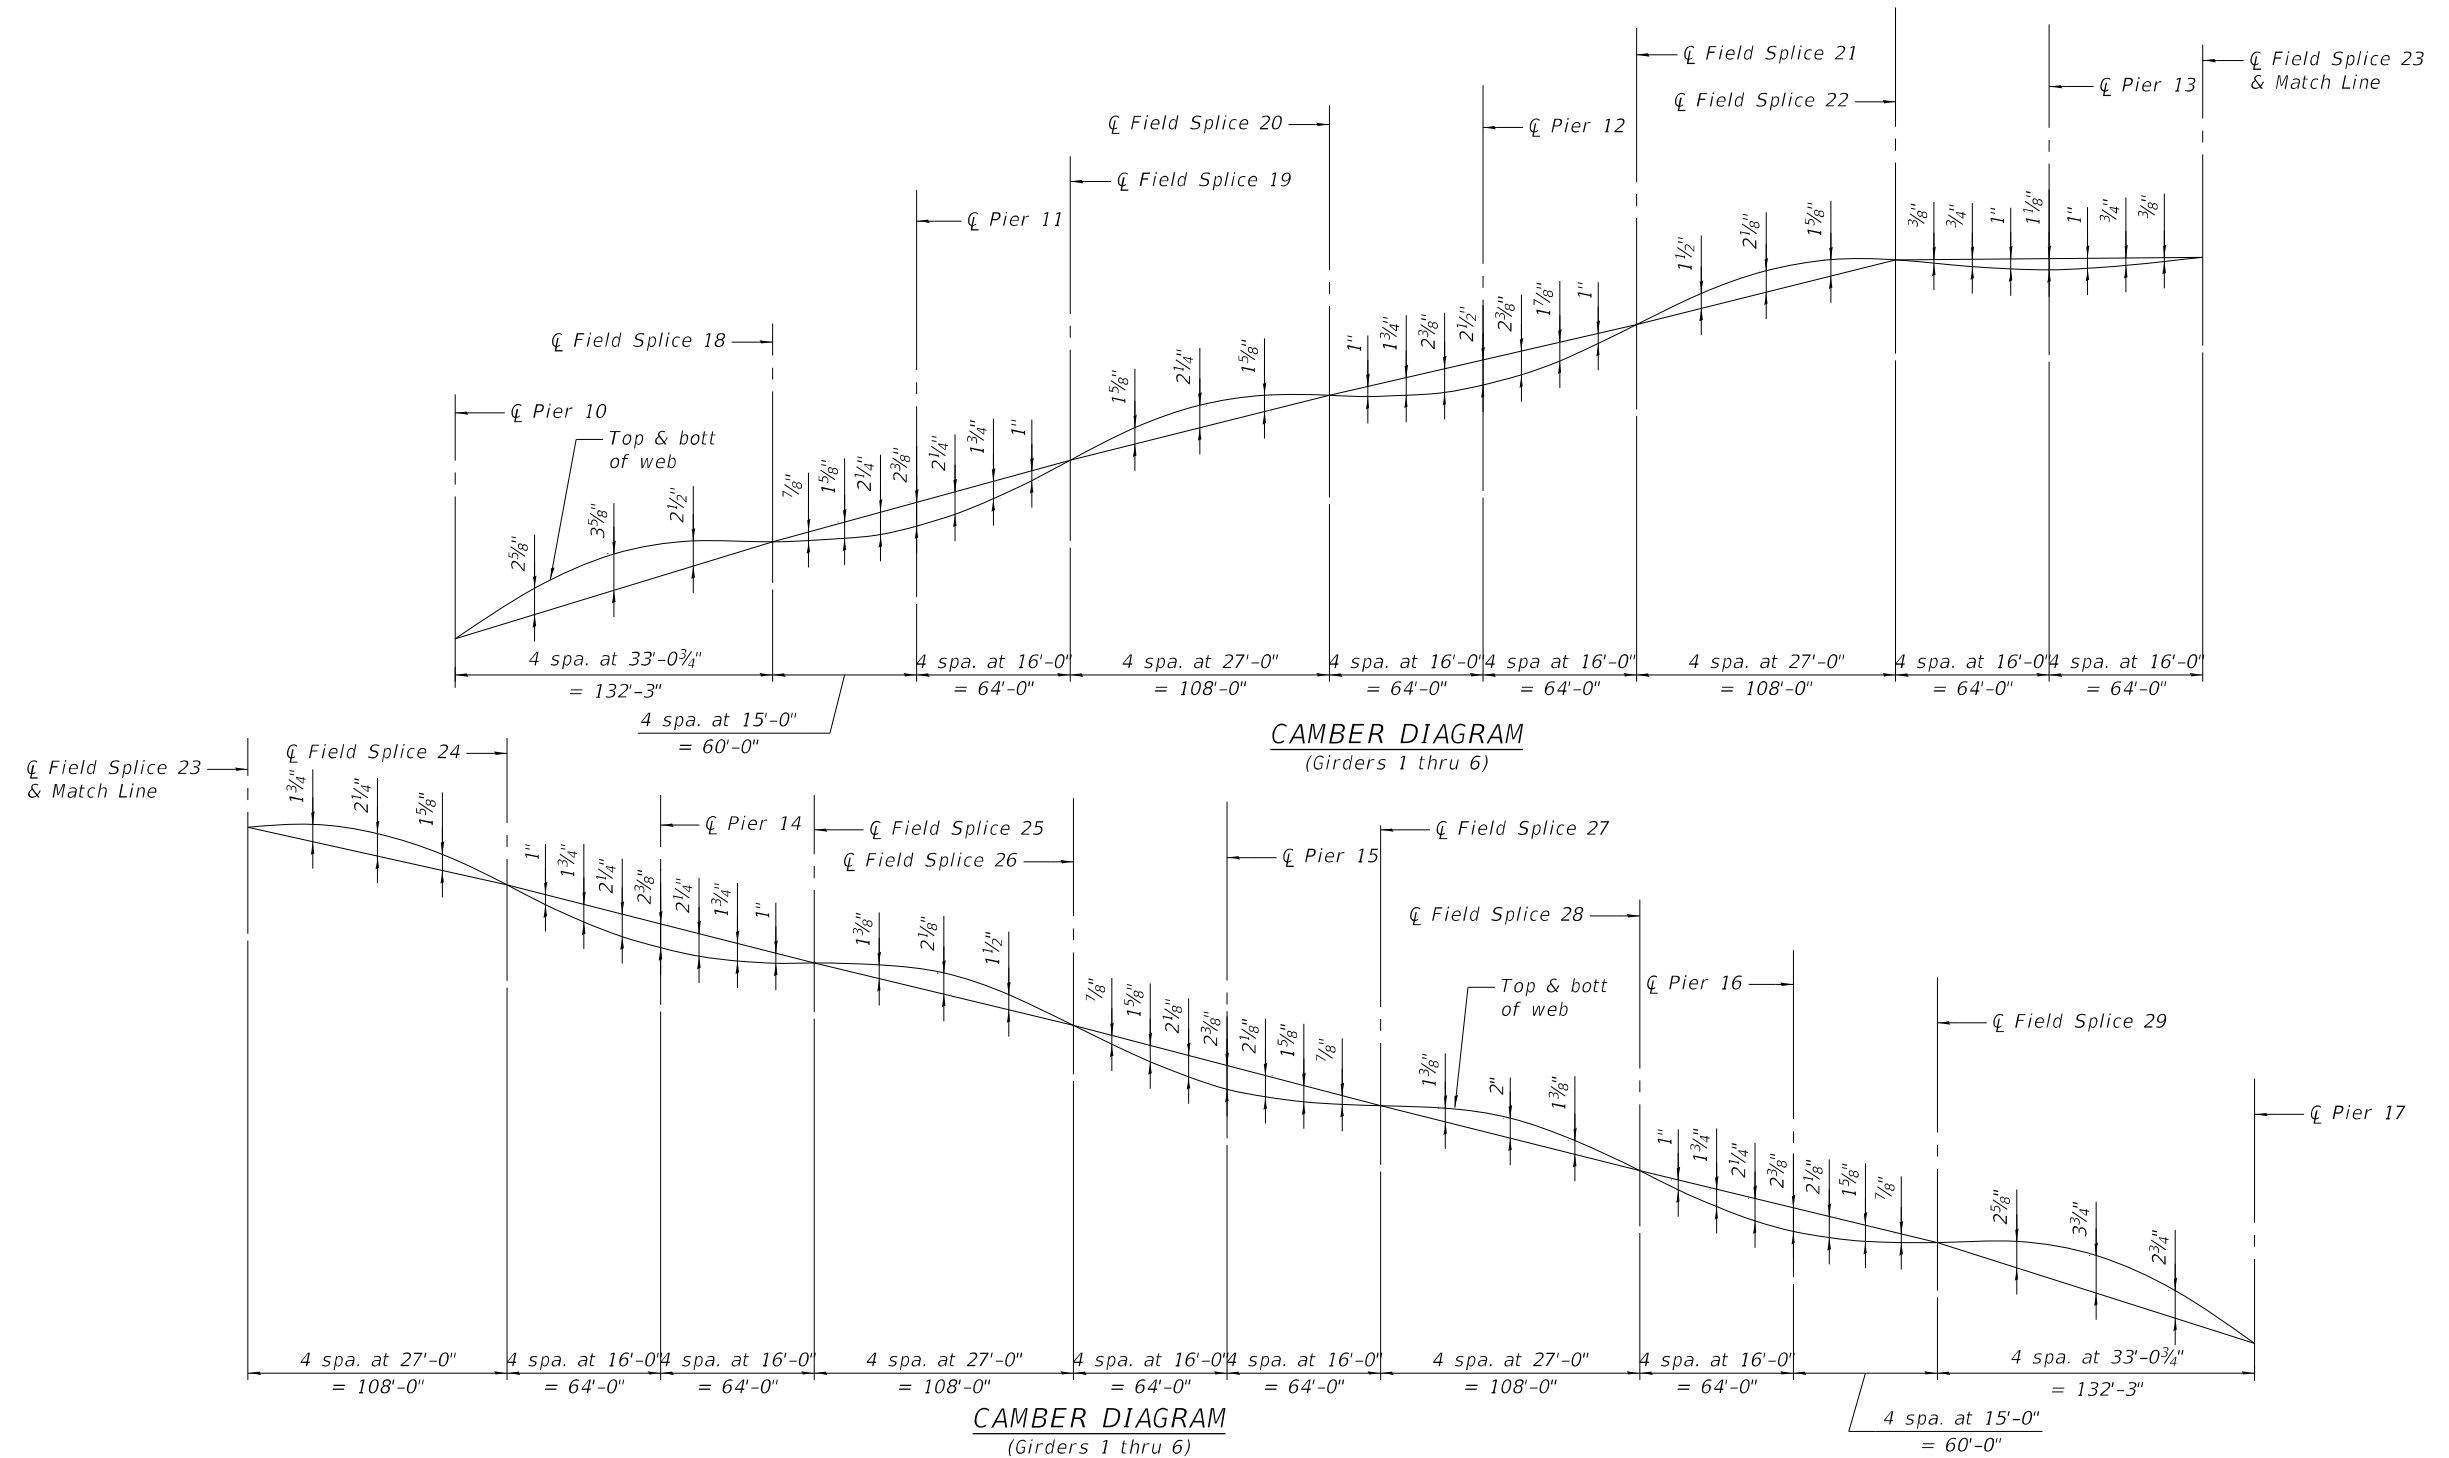 ℄ Field Splice 21
℄ Field Splice 23
& Match Line
℄ Pier 13
℄ Field Splice 22
℄ Field Splice 20
℄ Pier 12
℄ Field Splice 19
℄ Pier 11
℄ Field Splice 18
℄ Pier 10
Top & bott
of web
2⅝"
3⅝"
2½"
⅞"
1⅝"
2¼"
2⅜"
2¼"
1¾"
1"
1⅝"
2¼"
1⅝"
1"
1¾"
2⅜"
2½"
2⅜"
1⅞"
1"
1½"
2⅛"
1⅝"
⅜"
¾"
1"
1⅛"
1"
¾"
⅜"
4 spa. at 33'-0¾"
= 132'-3"
4 spa. at 15'-0"
= 60'-0"
4 spa. at 16'-0"
= 64'-0"
4 spa. at 27'-0"
= 108'-0"
4 spa. at 16'-0"
= 64'-0"
4 spa at 16'-0"
= 64'-0"
4 spa. at 27'-0"
= 108'-0"
4 spa. at 16'-0"
= 64'-0"
4 spa. at 16'-0"
= 64'-0"
CAMBER DIAGRAM
(Girders 1 thru 6)
℄ Field Splice 23
& Match Line
℄ Field Splice 24
℄ Pier 14
℄ Field Splice 25
℄ Field Splice 26
℄ Pier 15
℄ Field Splice 27
℄ Field Splice 28
℄ Pier 16
Top & bott
of web
℄ Field Splice 29
℄ Pier 17
1¾"
2¼"
1⅝"
1"
1¾"
2¼"
2⅜"
2¼"
1¾"
1"
1⅜"
2⅛"
1½"
⅞"
1⅝"
2⅛"
2⅜"
2⅛"
1⅝"
⅞"
1⅜"
2"
1⅜"
1"
1¾"
2¼"
2⅜"
2⅛"
1⅝"
⅞"
2⅝"
3¾"
2¾"
4 spa. at 27'-0"
= 108'-0"
4 spa. at 16'-0"
= 64'-0"
4 spa. at 16'-0"
= 64'-0"
4 spa. at 27'-0"
= 108'-0"
4 spa. at 16'-0"
= 64'-0"
4 spa. at 16'-0"
= 64'-0"
4 spa. at 27'-0"
= 108'-0"
4 spa. at 16'-0"
= 64'-0"
4 spa. at 15'-0"
= 60'-0"
4 spa. at 33'-0¾"
= 132'-3"
CAMBER DIAGRAM
(Girders 1 thru 6)